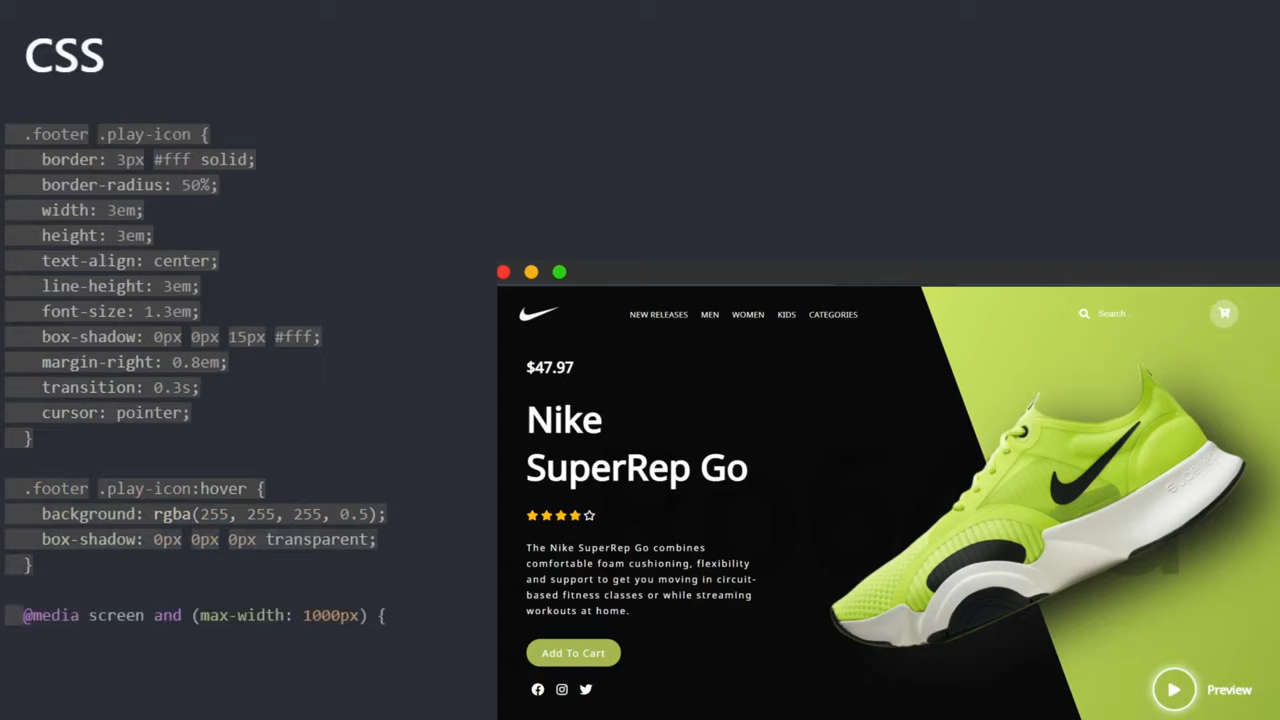 CSS
.footer .play-icon {
border: 3px #fff solid;
border-radius: 50%;
width: 3em;
height: 3em;
text-align: center;
line-height: 3em;
font-size: 1.3em;
box-shadow: 0px 0px 15px #fff;
margin-right: 0.8em;
transition: 0.3s;
cursor: pointer;
}
.footer .play-icon:hover {
background: rgba(255, 255, 255, 0.5);
box-shadow: 0px 0px 0px transparent;
}
@media screen and (max-width: 1000px) {
NEW RELEASES MEN WOMEN KIDS CATEGORIES Search..
$47.97
Nike
SuperRep Go
The Nike SuperRep Go combines
comfortable foam cushioning, flexibility
and support to get you moving in circuit-
based fitness classes or while streaming
workouts at home.
Add To Cart
Preview